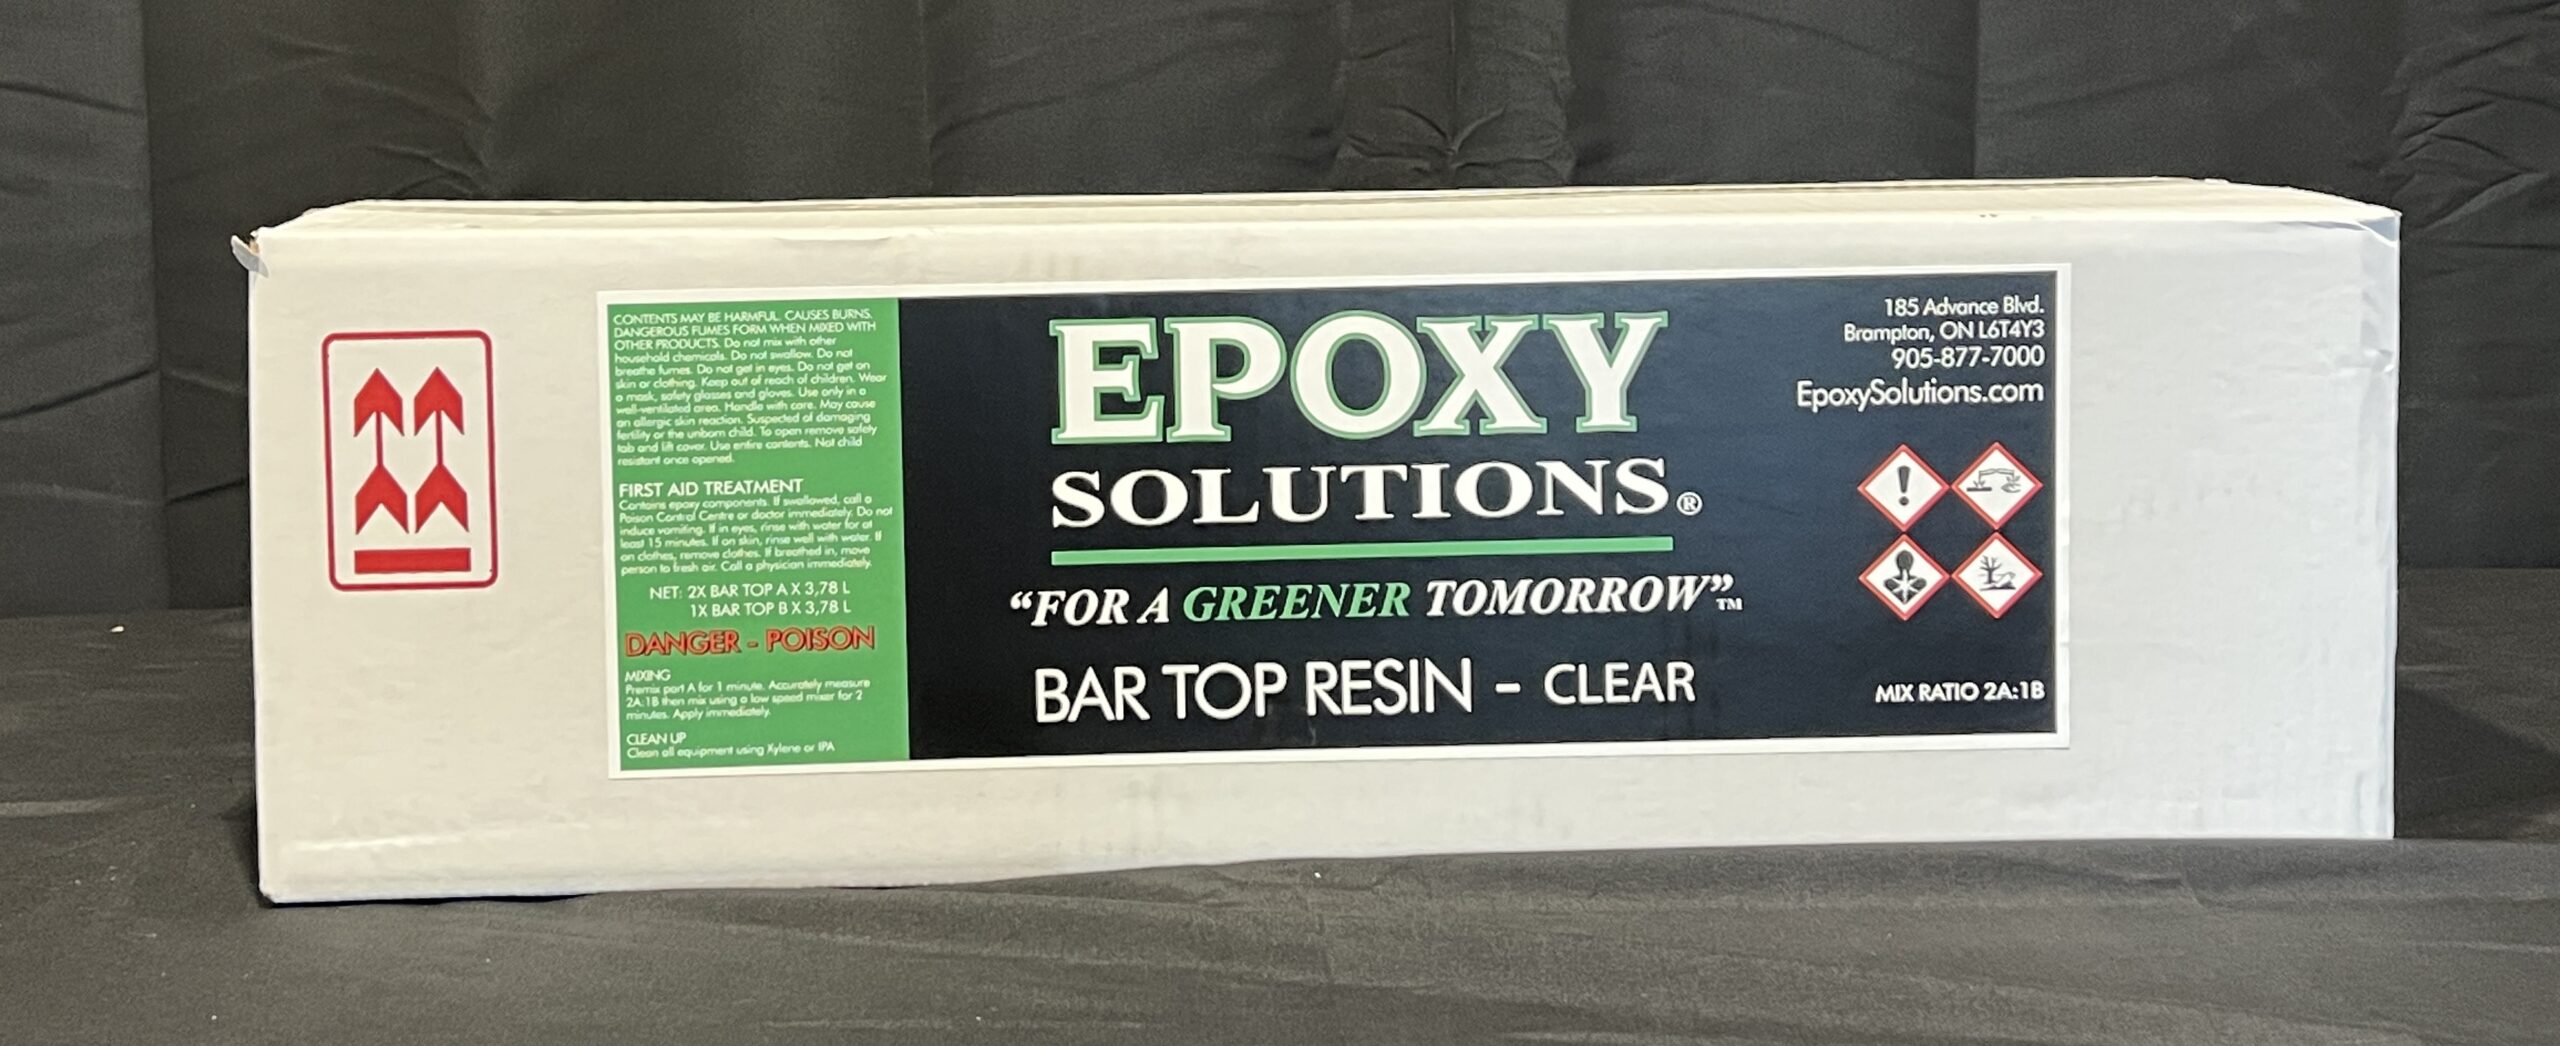 CONTENTS MAY BE HARMFUL. CAUSES BURNS.
DANGEROUS FUMES FORM WHEN MIXED WITH
OTHER PRODUCTS. Do not mix with other
household chemicals. Do not swallow. Do not
breathe fumes. Do not get in eyes. Do not get on
skin or clothing. Keep out of reach of children. Wear
a mask, safety glasses and gloves. Use only in a
well-ventilated area. Handle with care. May cause
an allergic skin reaction. Suspected of damaging
fertility or the unborn child. To open remove safety
tab and lift cover. Use entire contents. Not child
resistant once opened.
FIRST AID TREATMENT
Contains epoxy components. If swallowed, call a
Poison Control Centre or doctor immediately. Do not
induce vomiting. If in eyes, rinse with water for at
least 15 minutes. If on skin, rinse well with water. If
on clothes, remove clothes. If breathed in, move
person to fresh air. Call a physician immediately.
NET: 2X BAR TOP A X 3,78 L
1X BAR TOP B X 3,78 L
DANGER - POISON
MIXING
Premix part A for 1 minute. Accurately measure
2A:1B then mix using a low speed mixer for 2
minutes. Apply immediately.
CLEAN UP
Clean all equipment using Xylene or IPA
EPOXY
SOLUTIONS®
“FOR A GREENER TOMORROW”™
BAR TOP RESIN - CLEAR
185 Advance Blvd.
Brampton, ON L6T4Y3
905-877-7000
EpoxySolutions.com
MIX RATIO 2A:1B